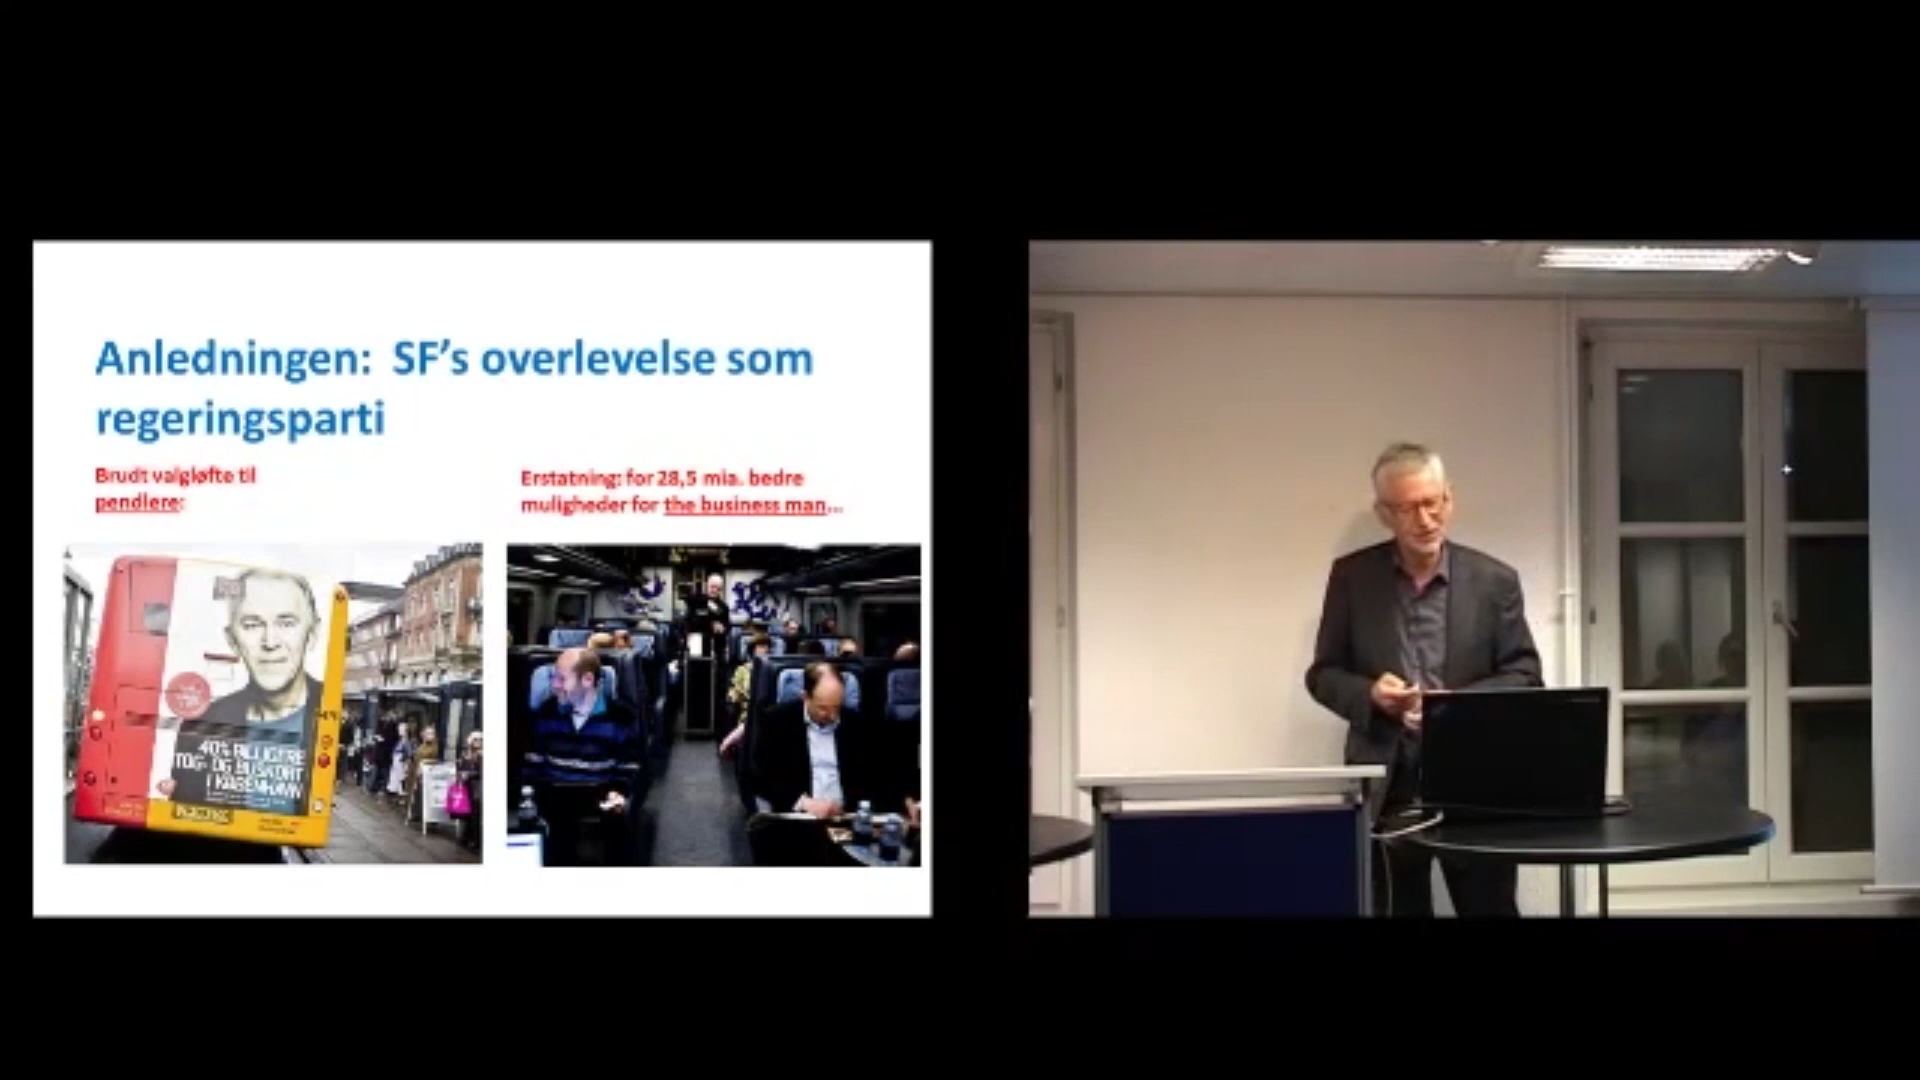 Anledningen: SF's overlevelse som
regeringsparti
Brudt valgløfte til
pendlere:
Erstatning: for 28,5 mia. bedre
muligheder for the business man...
40% BILLIGERE
TOG- OG BUSKORT
I KØBENHAVN